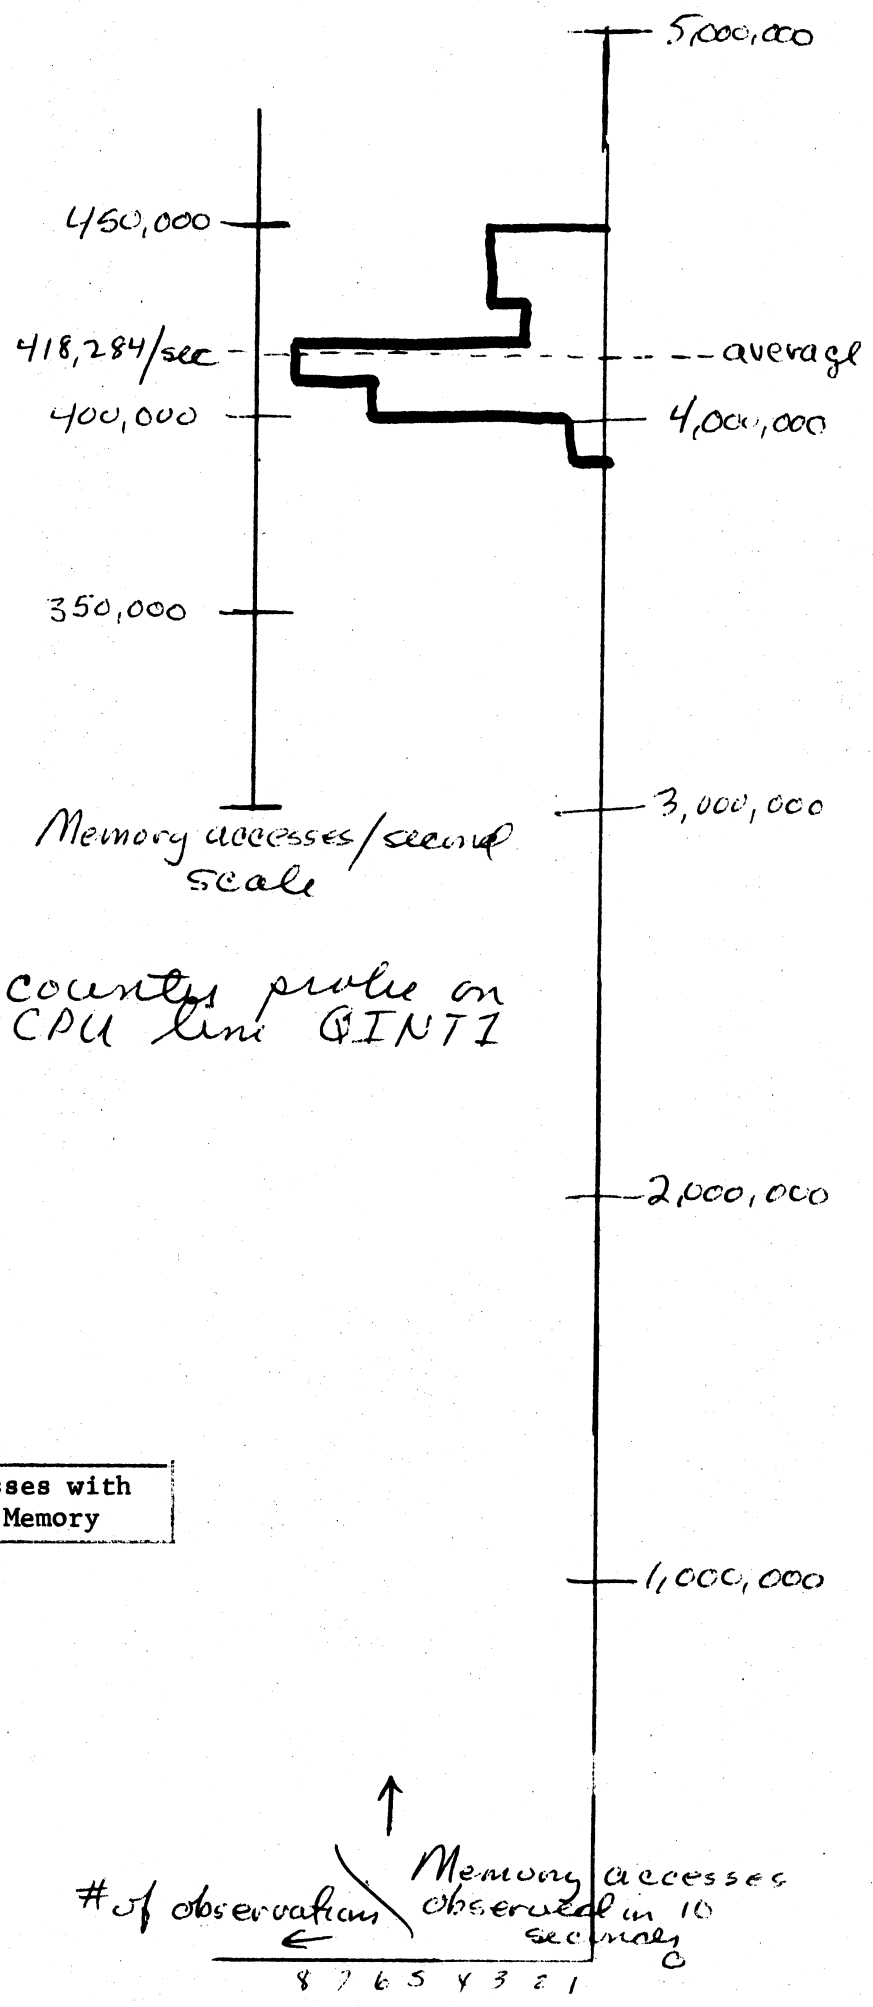 5,000,000
450,000
418,284/sec
average
400,000
4,000,000
350,000
3,000,000
Memory accesses/second
scale
counter probe on
CPU line QINT1
2,000,000
sses with
Memory
1,000,000
# of observations
Memory accesses
observed in 10
seconds
0
8 7 6 5 4 3 2 1